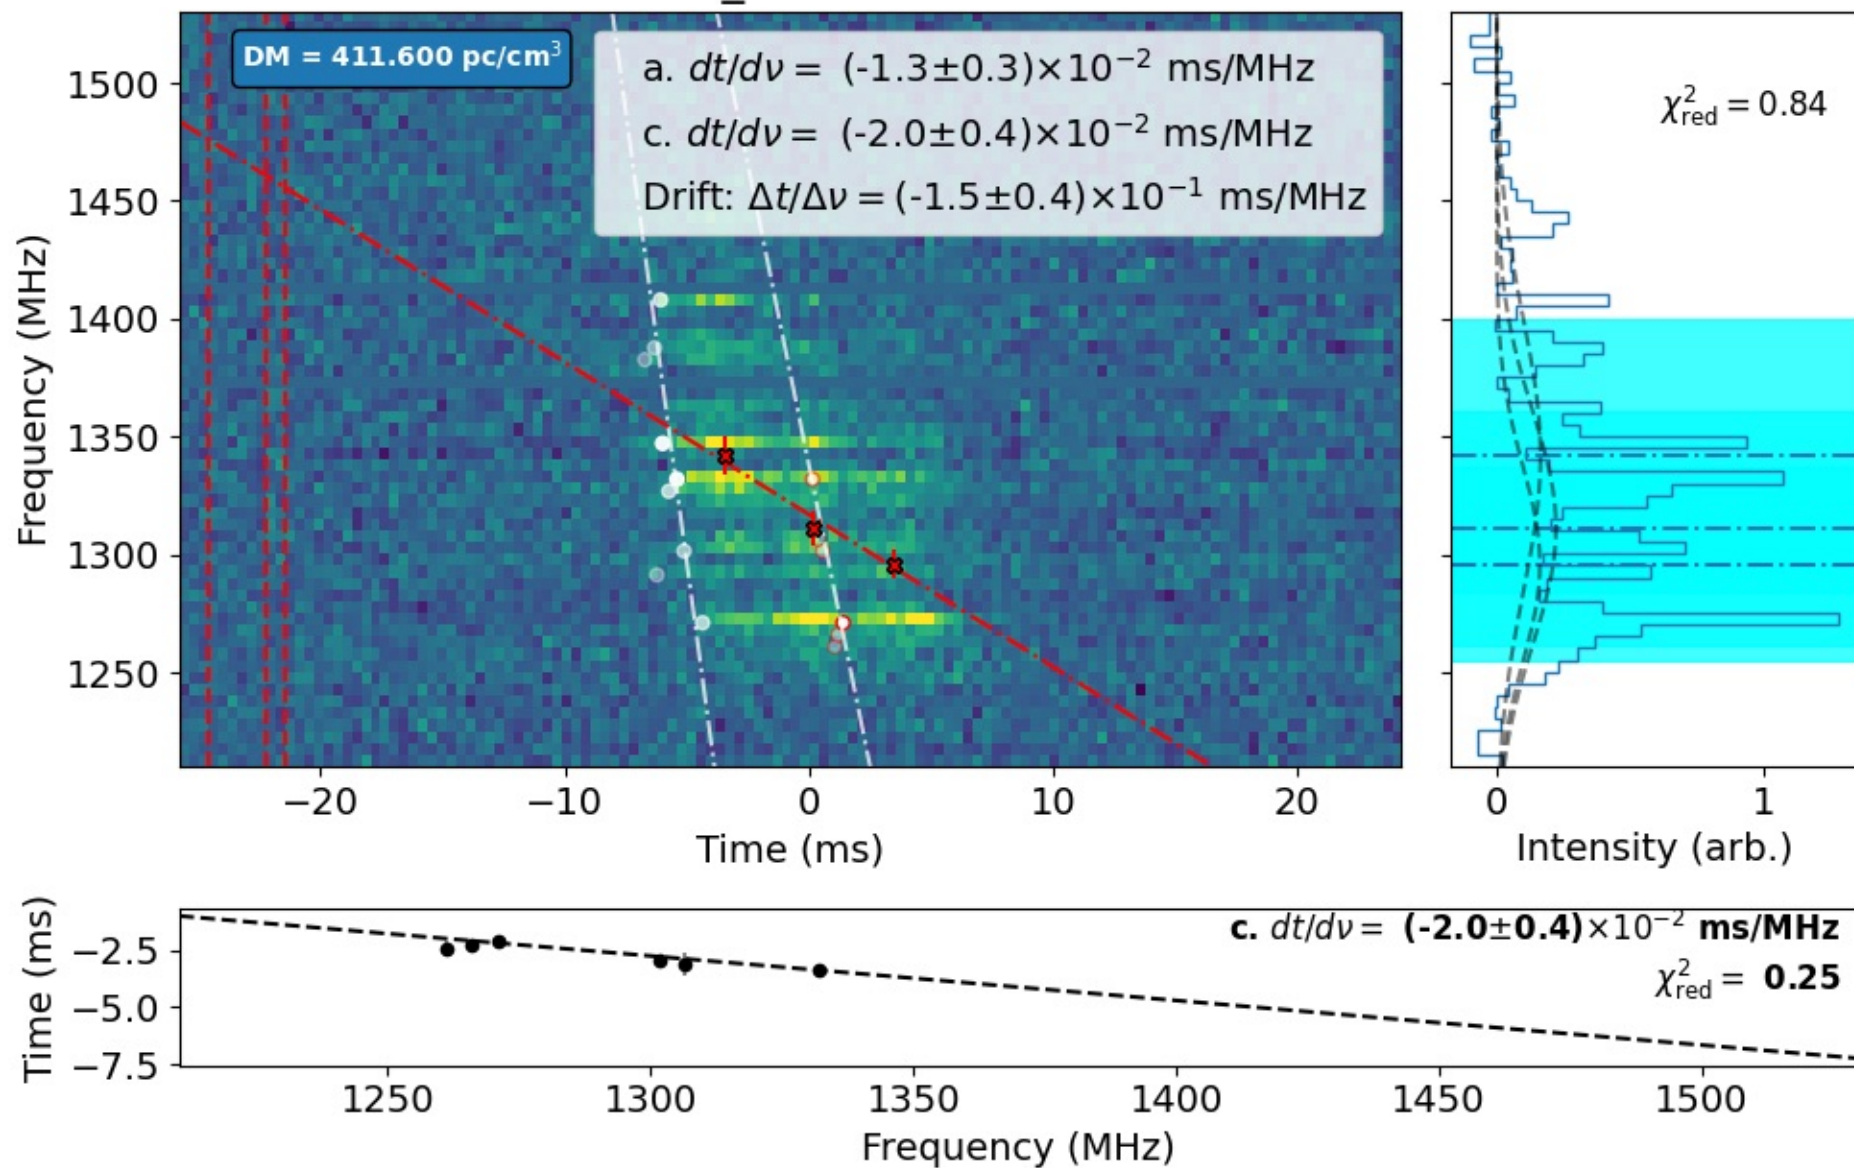 DM = 411.600 pc/cm³
a. dt/dν = (-1.3±0.3)×10⁻² ms/MHz
c. dt/dν = (-2.0±0.4)×10⁻² ms/MHz
Drift: Δt/Δν = (-1.5±0.4)×10⁻¹ ms/MHz
χ²red = 0.84
Frequency (MHz)
1500
1450
1400
1350
1300
1250
−20 −10 0 10 20
Time (ms)
0 1
Intensity (arb.)
c. dt/dν = (-2.0±0.4)×10⁻² ms/MHz
χ²red = 0.25
Time (ms)
−2.5
−5.0
−7.5
1250 1300 1350 1400 1450 1500
Frequency (MHz)